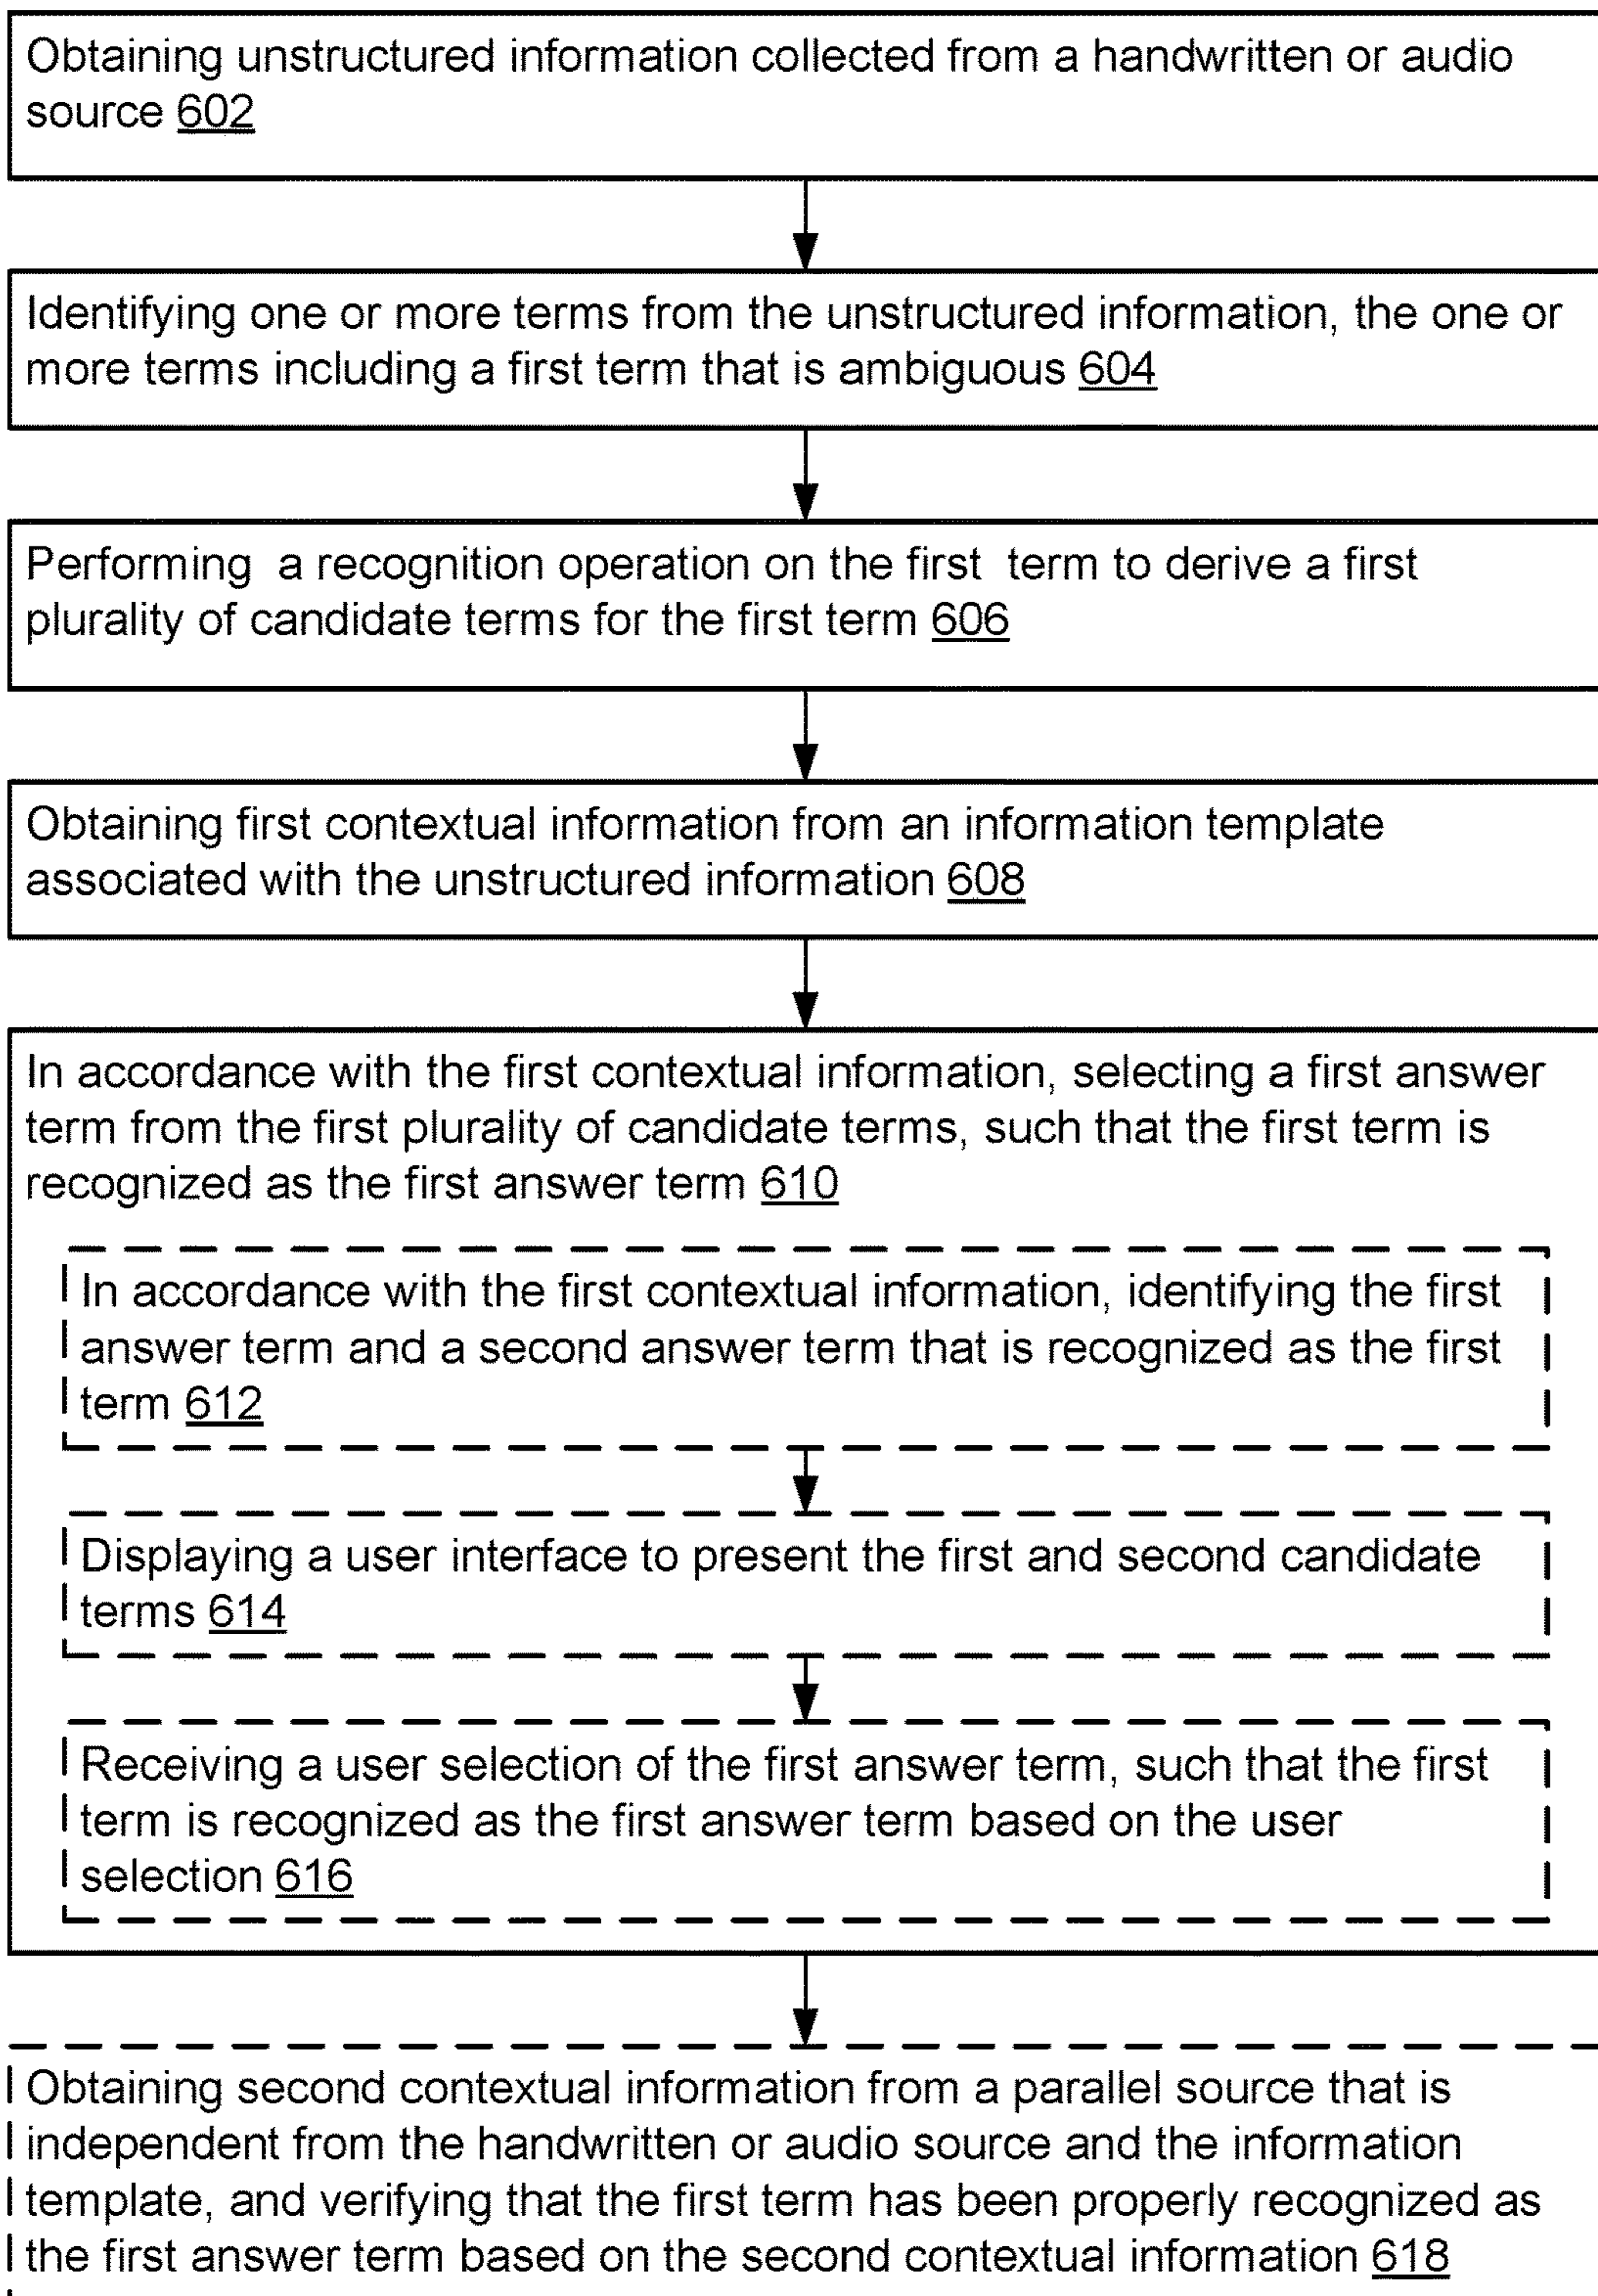 Obtaining unstructured information collected from a handwritten or audio
source 602
Identifying one or more terms from the unstructured information, the one or
more terms including a first term that is ambiguous 604
Performing a recognition operation on the first term to derive a first
plurality of candidate terms for the first term 606
Obtaining first contextual information from an information template
associated with the unstructured information 608
In accordance with the first contextual information, selecting a first answer
term from the first plurality of candidate terms, such that the first term is
recognized as the first answer term 610
In accordance with the first contextual information, identifying the first
answer term and a second answer term that is recognized as the first
term 612
Displaying a user interface to present the first and second candidate
terms 614
Receiving a user selection of the first answer term, such that the first
term is recognized as the first answer term based on the user
selection 616
Obtaining second contextual information from a parallel source that is
independent from the handwritten or audio source and the information
template, and verifying that the first term has been properly recognized as
the first answer term based on the second contextual information 618